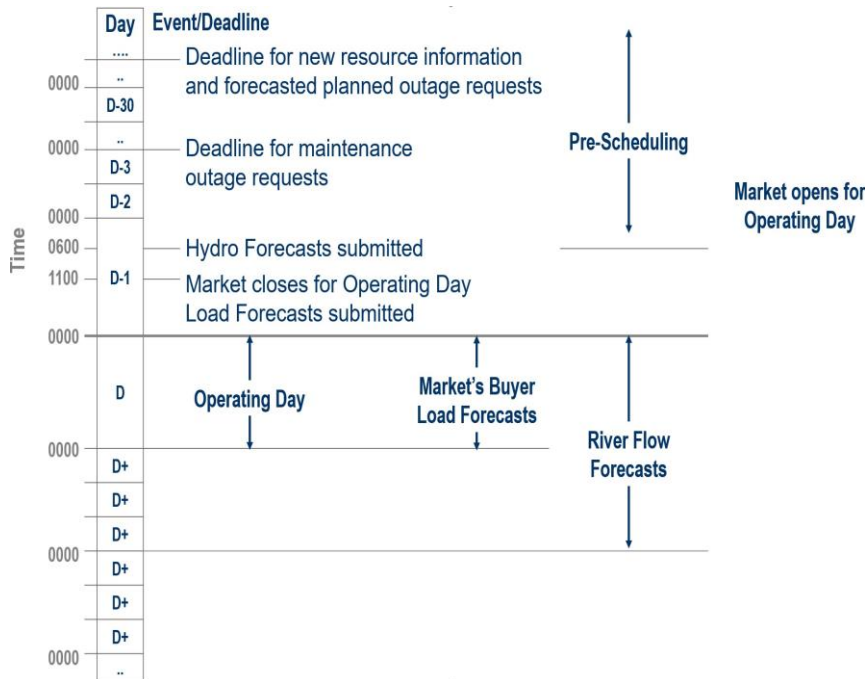 Day Event/Deadline
....
Deadline for new resource information
0000 ..
and forecasted planned outage requests
D-30
..
0000
Deadline for maintenance
D-3
outage requests
Pre-Scheduling
D-2
0000
Market opens for
Operating Day
Time
0600 Hydro Forecasts submitted
1100 D-1 Market closes for Operating Day
Load Forecasts submitted
0000
D
Operating Day
Market's Buyer
Load Forecasts
River Flow
Forecasts
0000
D+
D+
D+
0000
D+
D+
D+
0000
..